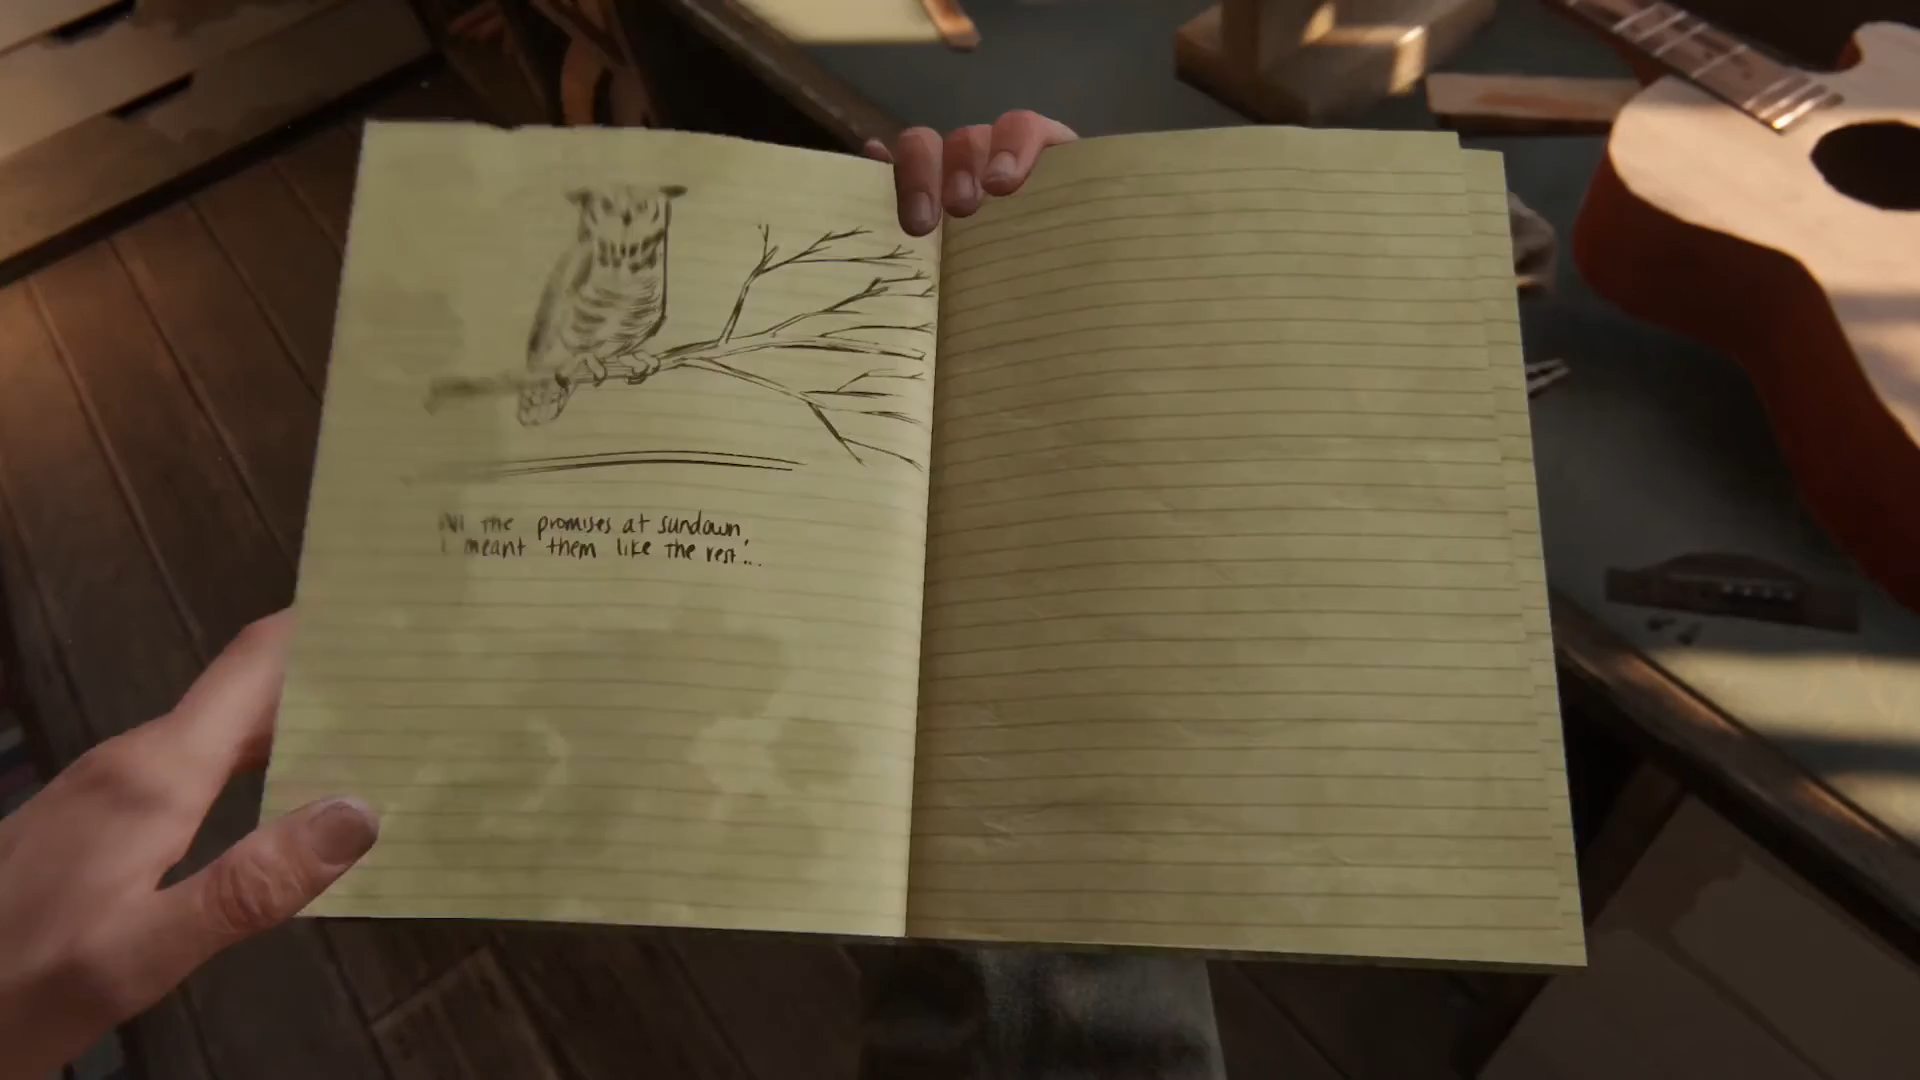 All the promises at sundown,
I meant them like the rest...